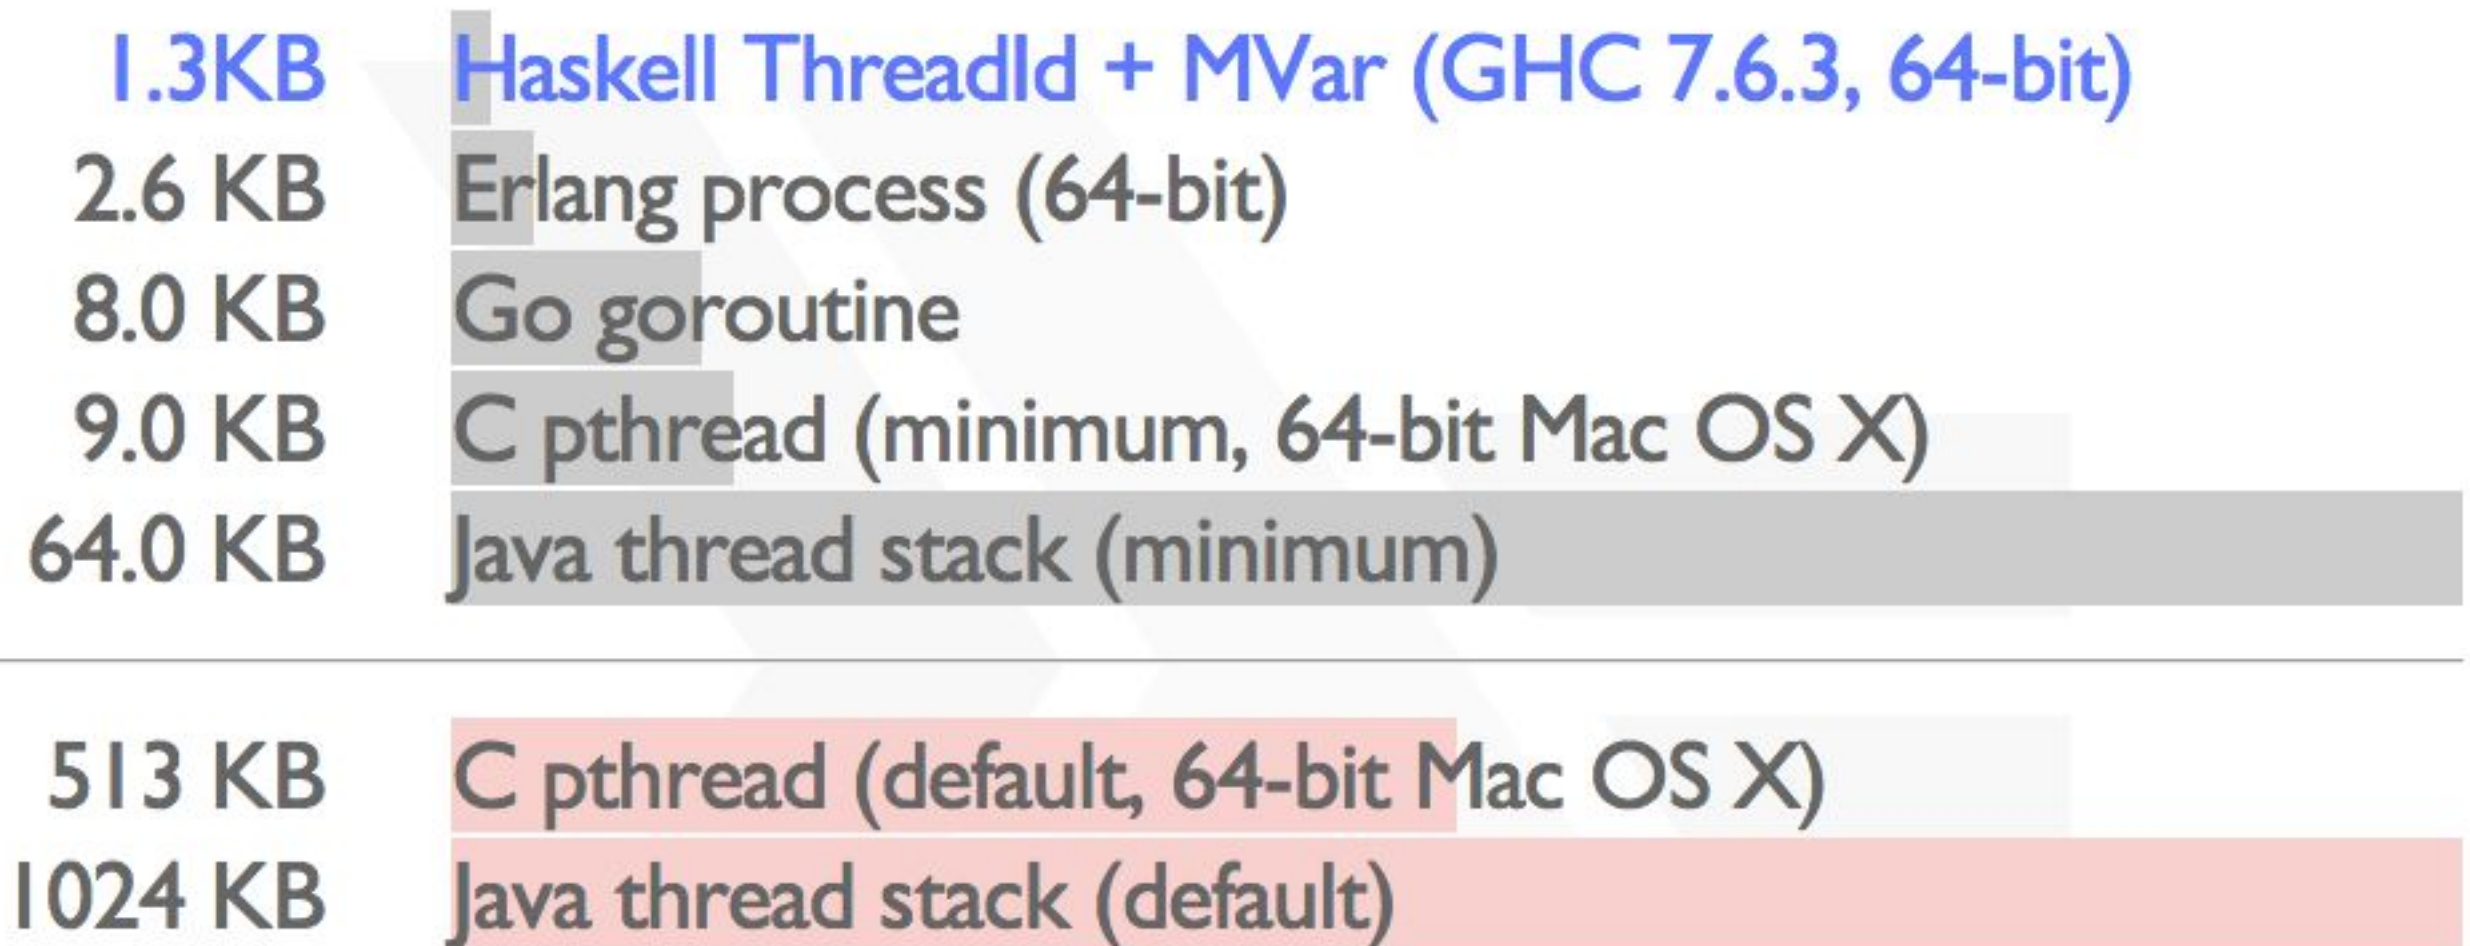 1.3KB Haskell ThreadId + MVar (GHC 7.6.3, 64-bit)
2.6 KB Erlang process (64-bit)
8.0 KB Go goroutine
9.0 KB C pthread (minimum, 64-bit Mac OS X)
64.0 KB Java thread stack (minimum)
513 KB C pthread (default, 64-bit Mac OS X)
1024 KB Java thread stack (default)